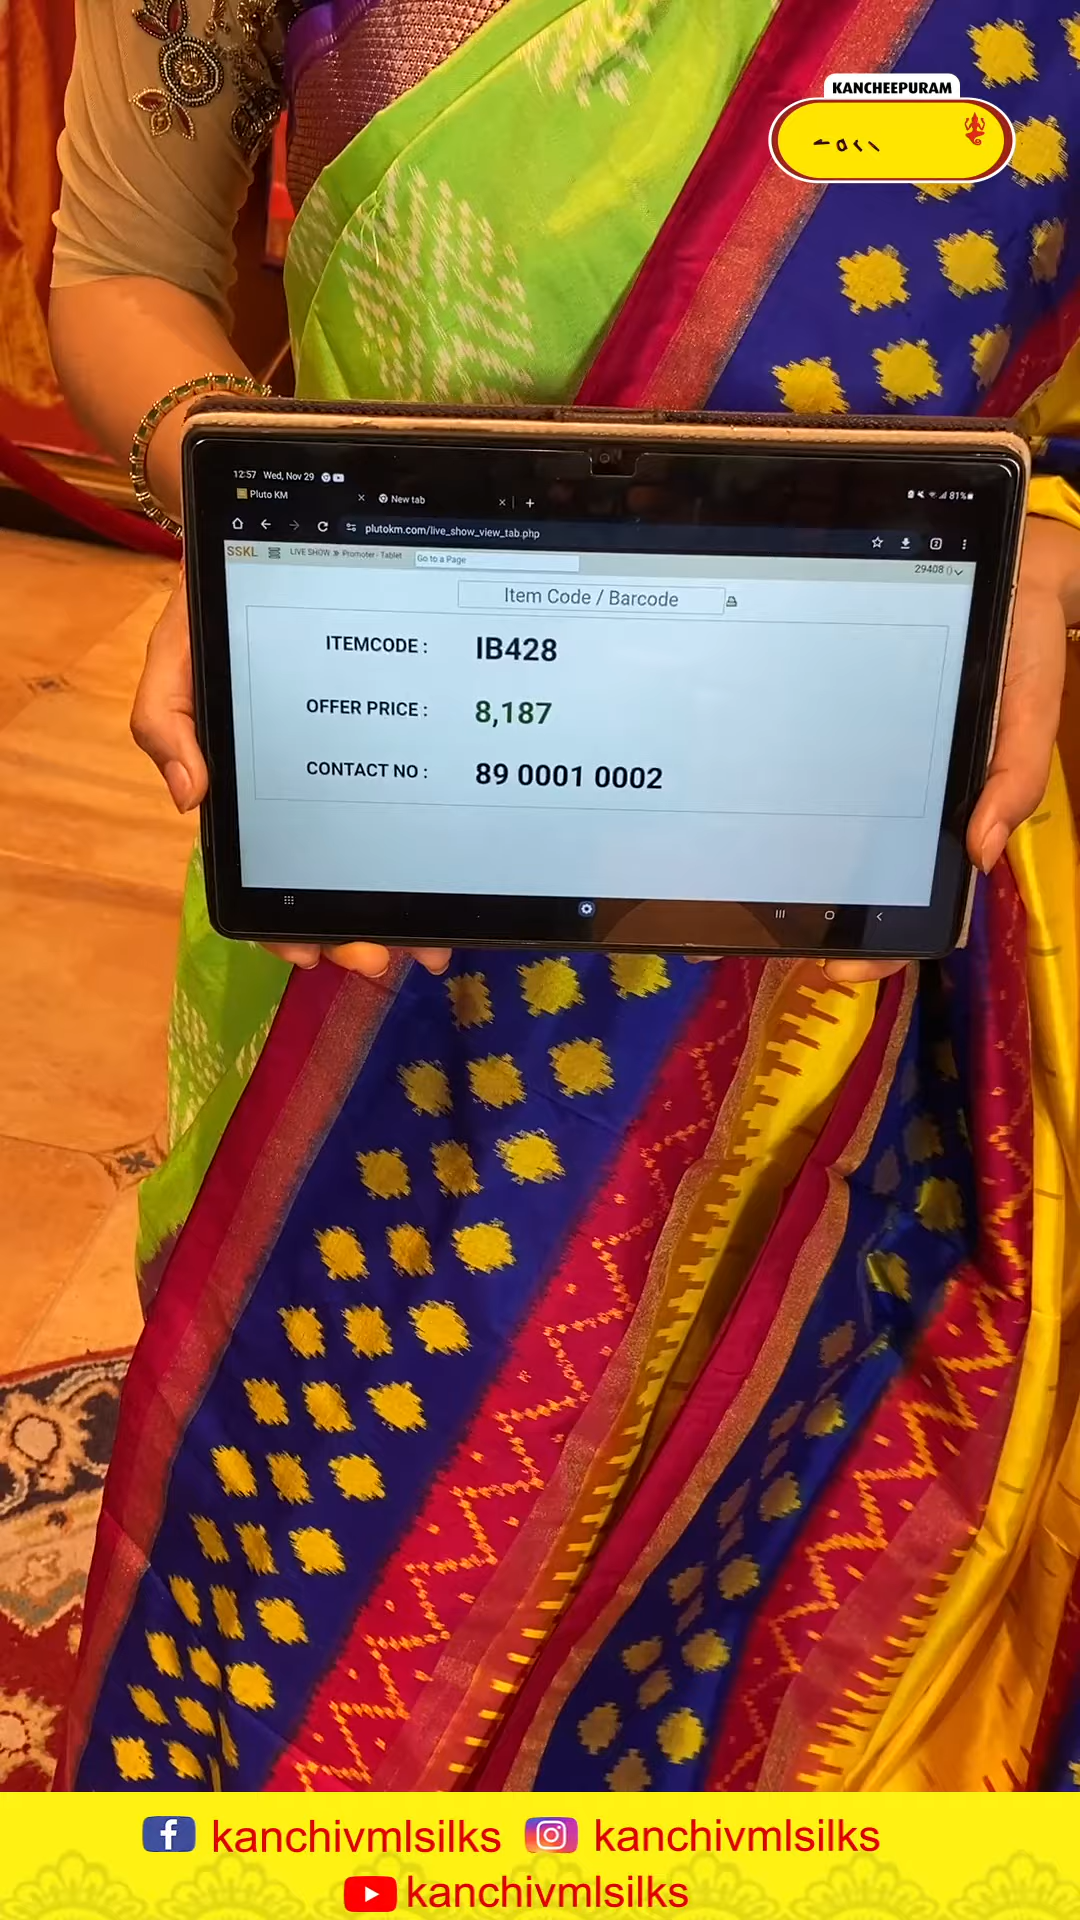 KANCHEEPURAM
12:57 Wed, Nov 29
81%
Pluto KM
New tab
plutokm.com/live_show_view_tab.php
SSKL
LIVE SHOW
Promoter - Tablet
Go to a Page
29408 ()
Item Code / Barcode
ITEMCODE : IB428
OFFER PRICE : 8,187
CONTACT NO : 89 0001 0002
kanchivmlsilks kanchivmlsilks
kanchivmlsilks